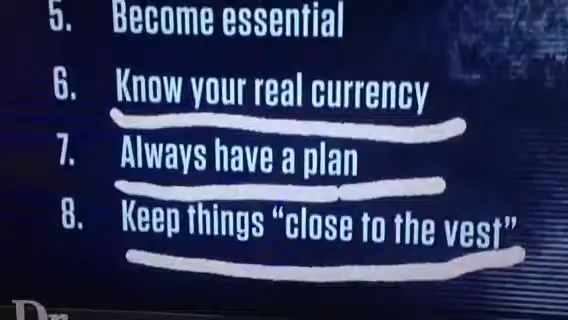 5. Become essential
6. Know your real currency
7. Always have a plan
8. Keep things “close to the vest”
Dr